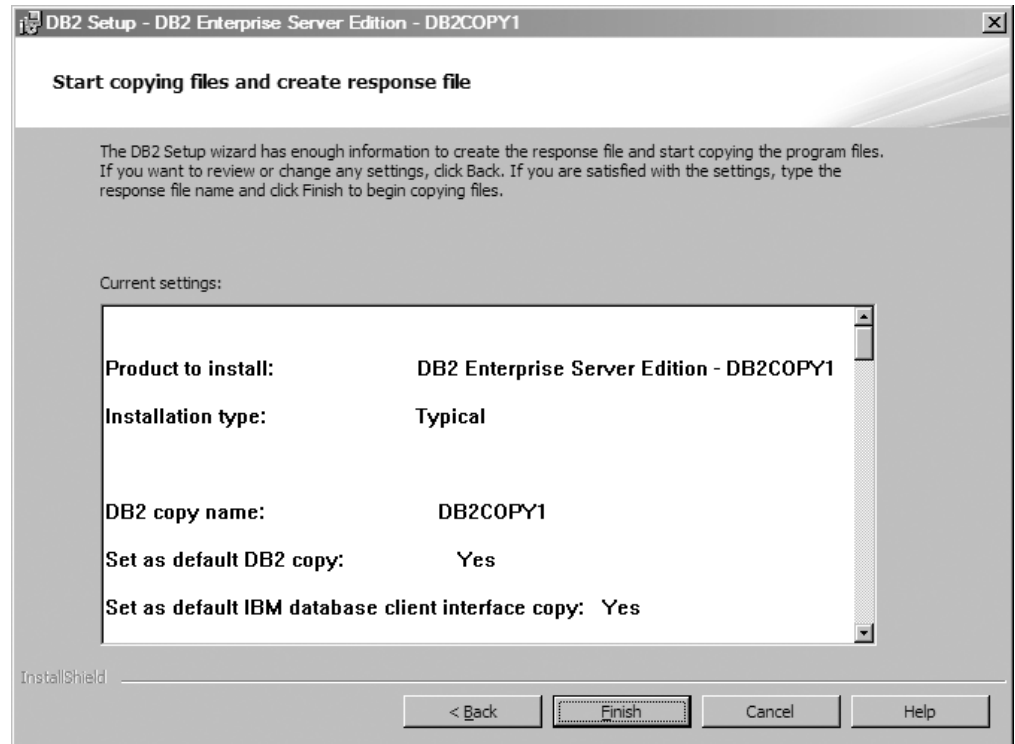 DB2 Setup - DB2 Enterprise Server Edition - DB2COPY1
Start copying files and create response file
The DB2 Setup wizard has enough information to create the response file and start copying the program files.
If you want to review or change any settings, click Back. If you are satisfied with the settings, type the
response file name and click Finish to begin copying files.
Current settings:
Product to install: DB2 Enterprise Server Edition - DB2COPY1
Installation type: Typical
DB2 copy name: DB2COPY1
Set as default DB2 copy: Yes
Set as default IBM database client interface copy: Yes
InstallShield
< Back Finish Cancel Help